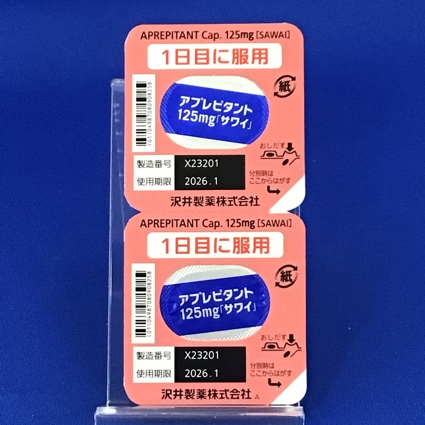 APREPITANT Cap. 125mg [SAWAI]
1日目に服用
アプレピタント
125mg「サワイ」
紙
おしだす
製造番号 X23201
使用期限 2026.1
分別時は
ここからはがす
沢井製薬株式会社
APREPITANT Cap. 125mg [SAWAI]
1日目に服用
アプレピタント
125mg「サワイ」
紙
おしだす
製造番号 X23201
使用期限 2026.1
分別時は
ここからはがす
沢井製薬株式会社 A